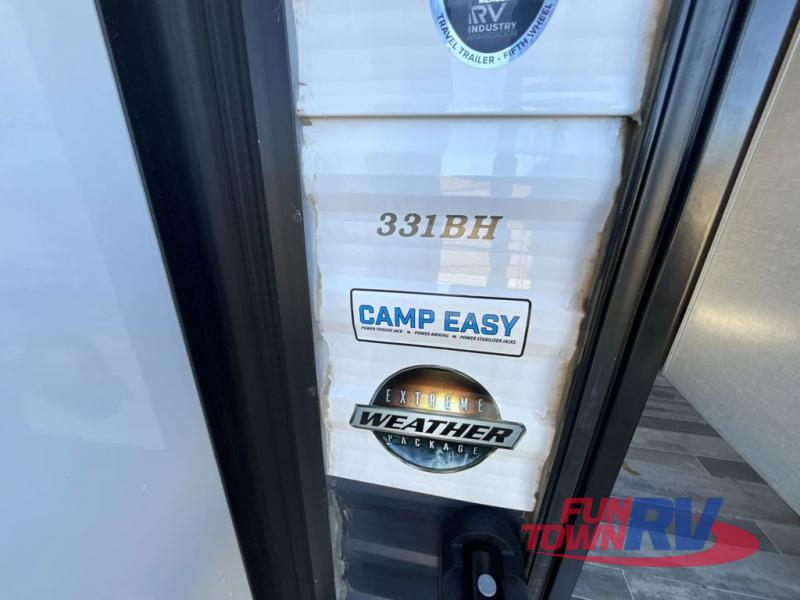 RV
INDUSTRY
ASSOCIATION
TRAVEL TRAILER • FIFTH WHEEL
331BH
CAMP EASY
POWER TONGUE JACK • POWER AWNING • POWER STABILIZER JACKS
EXTREME
WEATHER
PACKAGE
FUN
TOWN RV